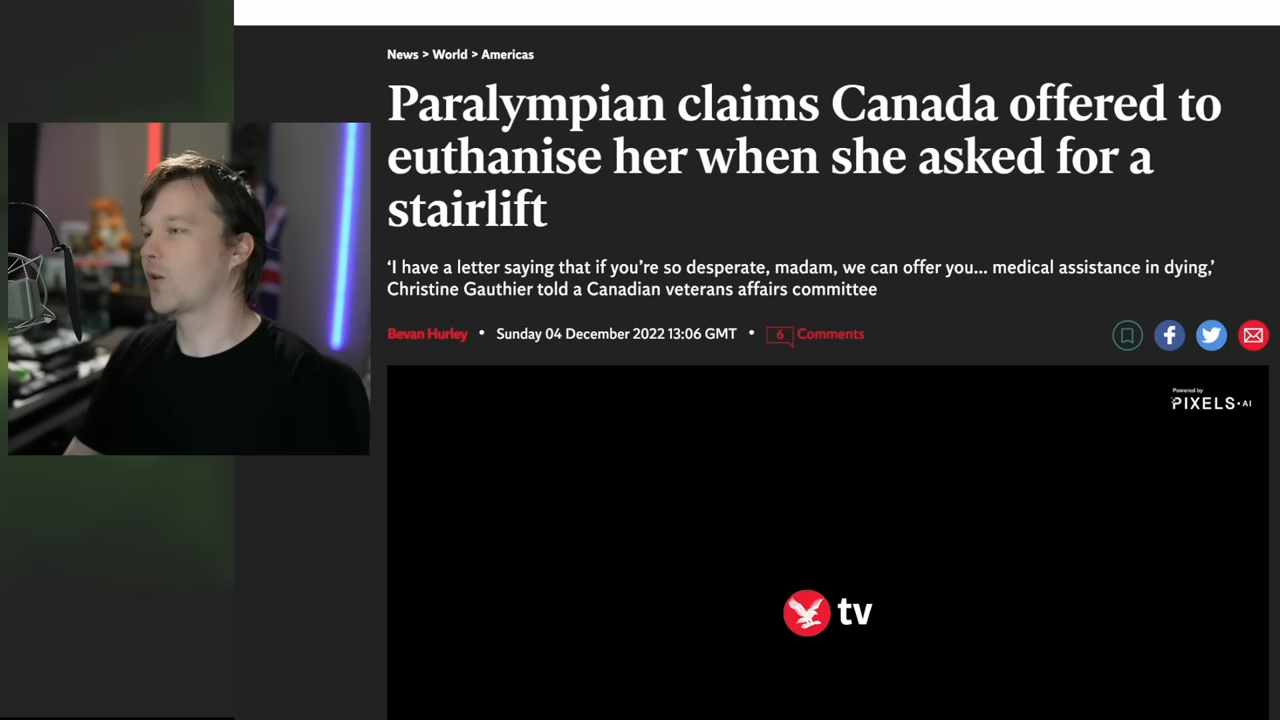 News > World > Americas
Paralympian claims Canada offered to
euthanise her when she asked for a
stairlift
‘I have a letter saying that if you’re so desperate, madam, we can offer you... medical assistance in dying,’
Christine Gauthier told a Canadian veterans affairs committee
Bevan Hurley • Sunday 04 December 2022 13:06 GMT • 6 Comments
Powered by
PIXELS·AI
tv